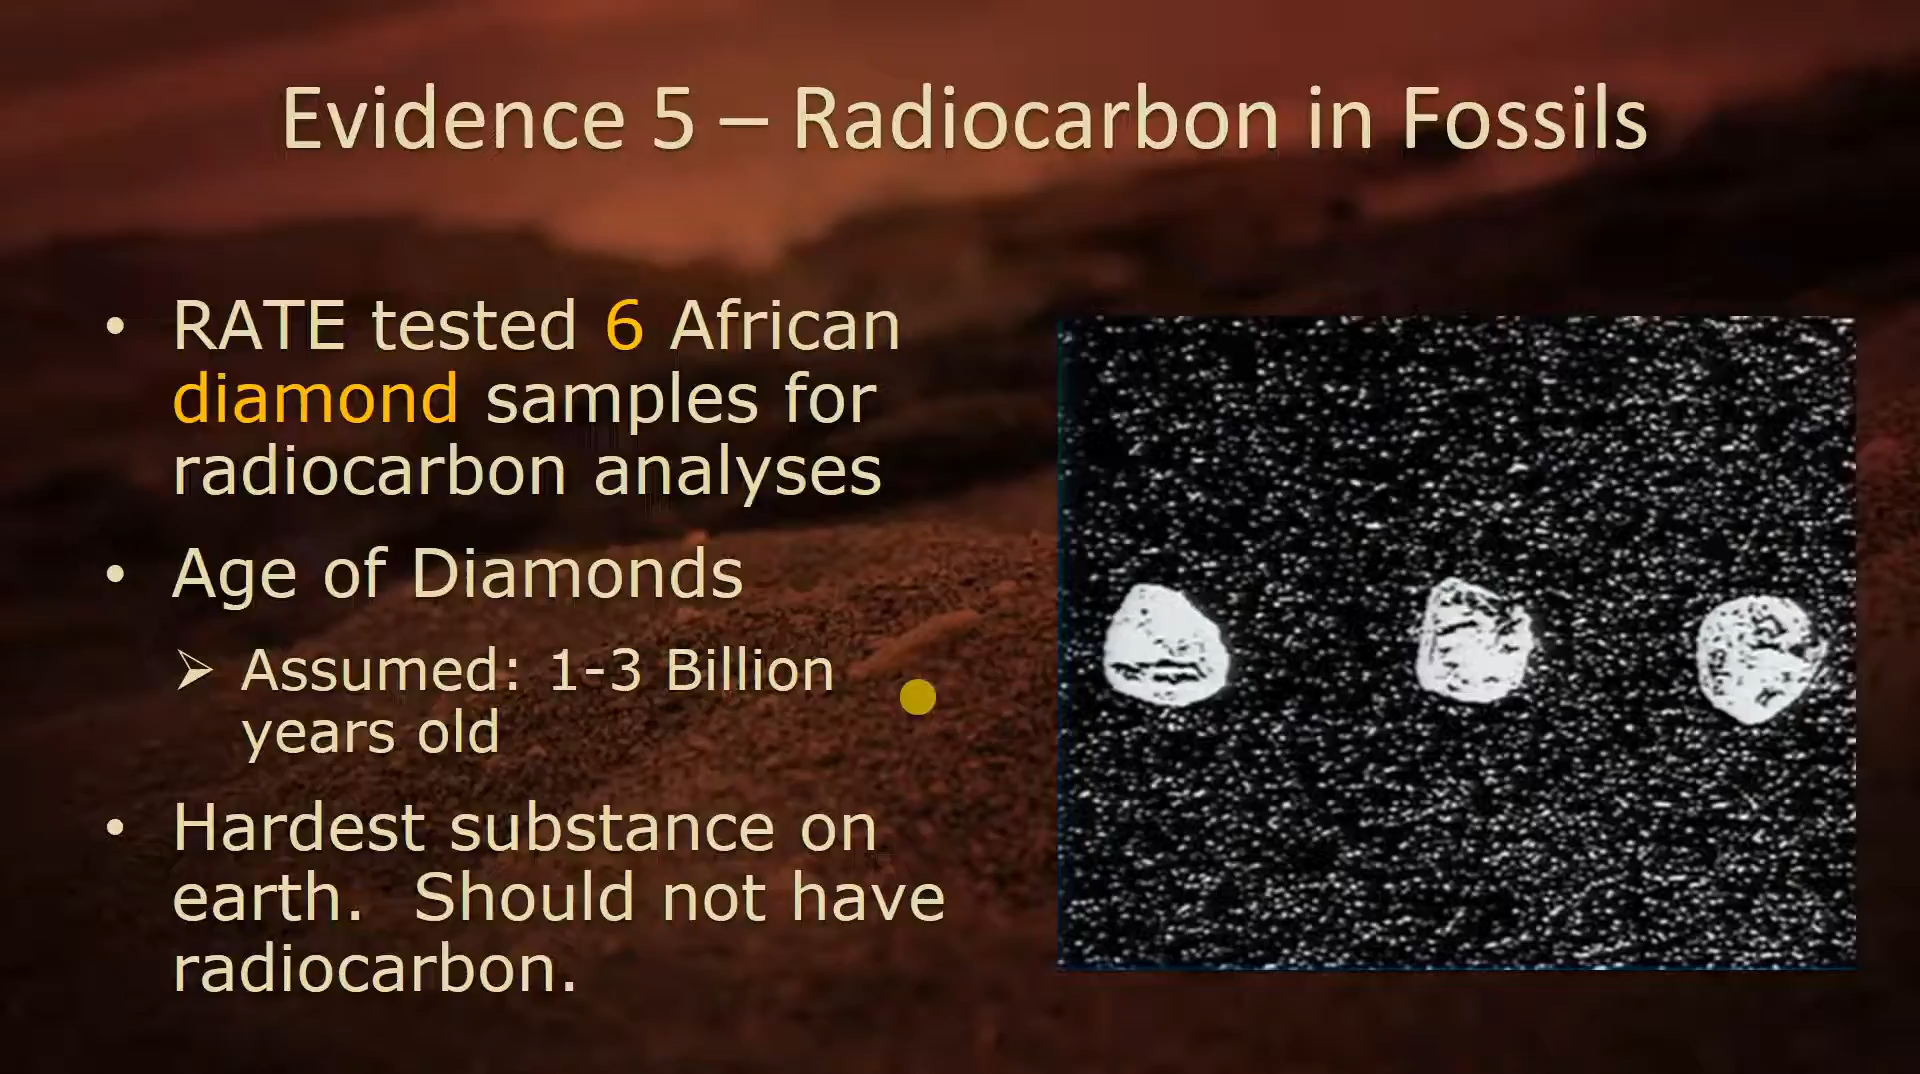 Evidence 5 – Radiocarbon in Fossils
• RATE tested 6 African
diamond samples for
radiocarbon analyses
• Age of Diamonds
➢ Assumed: 1-3 Billion
years old
• Hardest substance on
earth.  Should not have
radiocarbon.